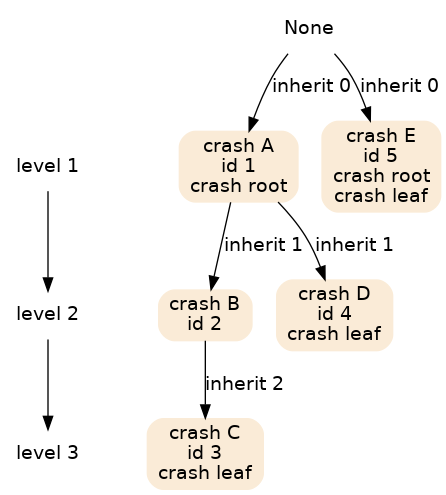 None
inherit 0
inherit 0
level 1
crash A
id 1
crash root
crash E
id 5
crash root
crash leaf
inherit 1
inherit 1
level 2
crash B
id 2
crash D
id 4
crash leaf
inherit 2
level 3
crash C
id 3
crash leaf